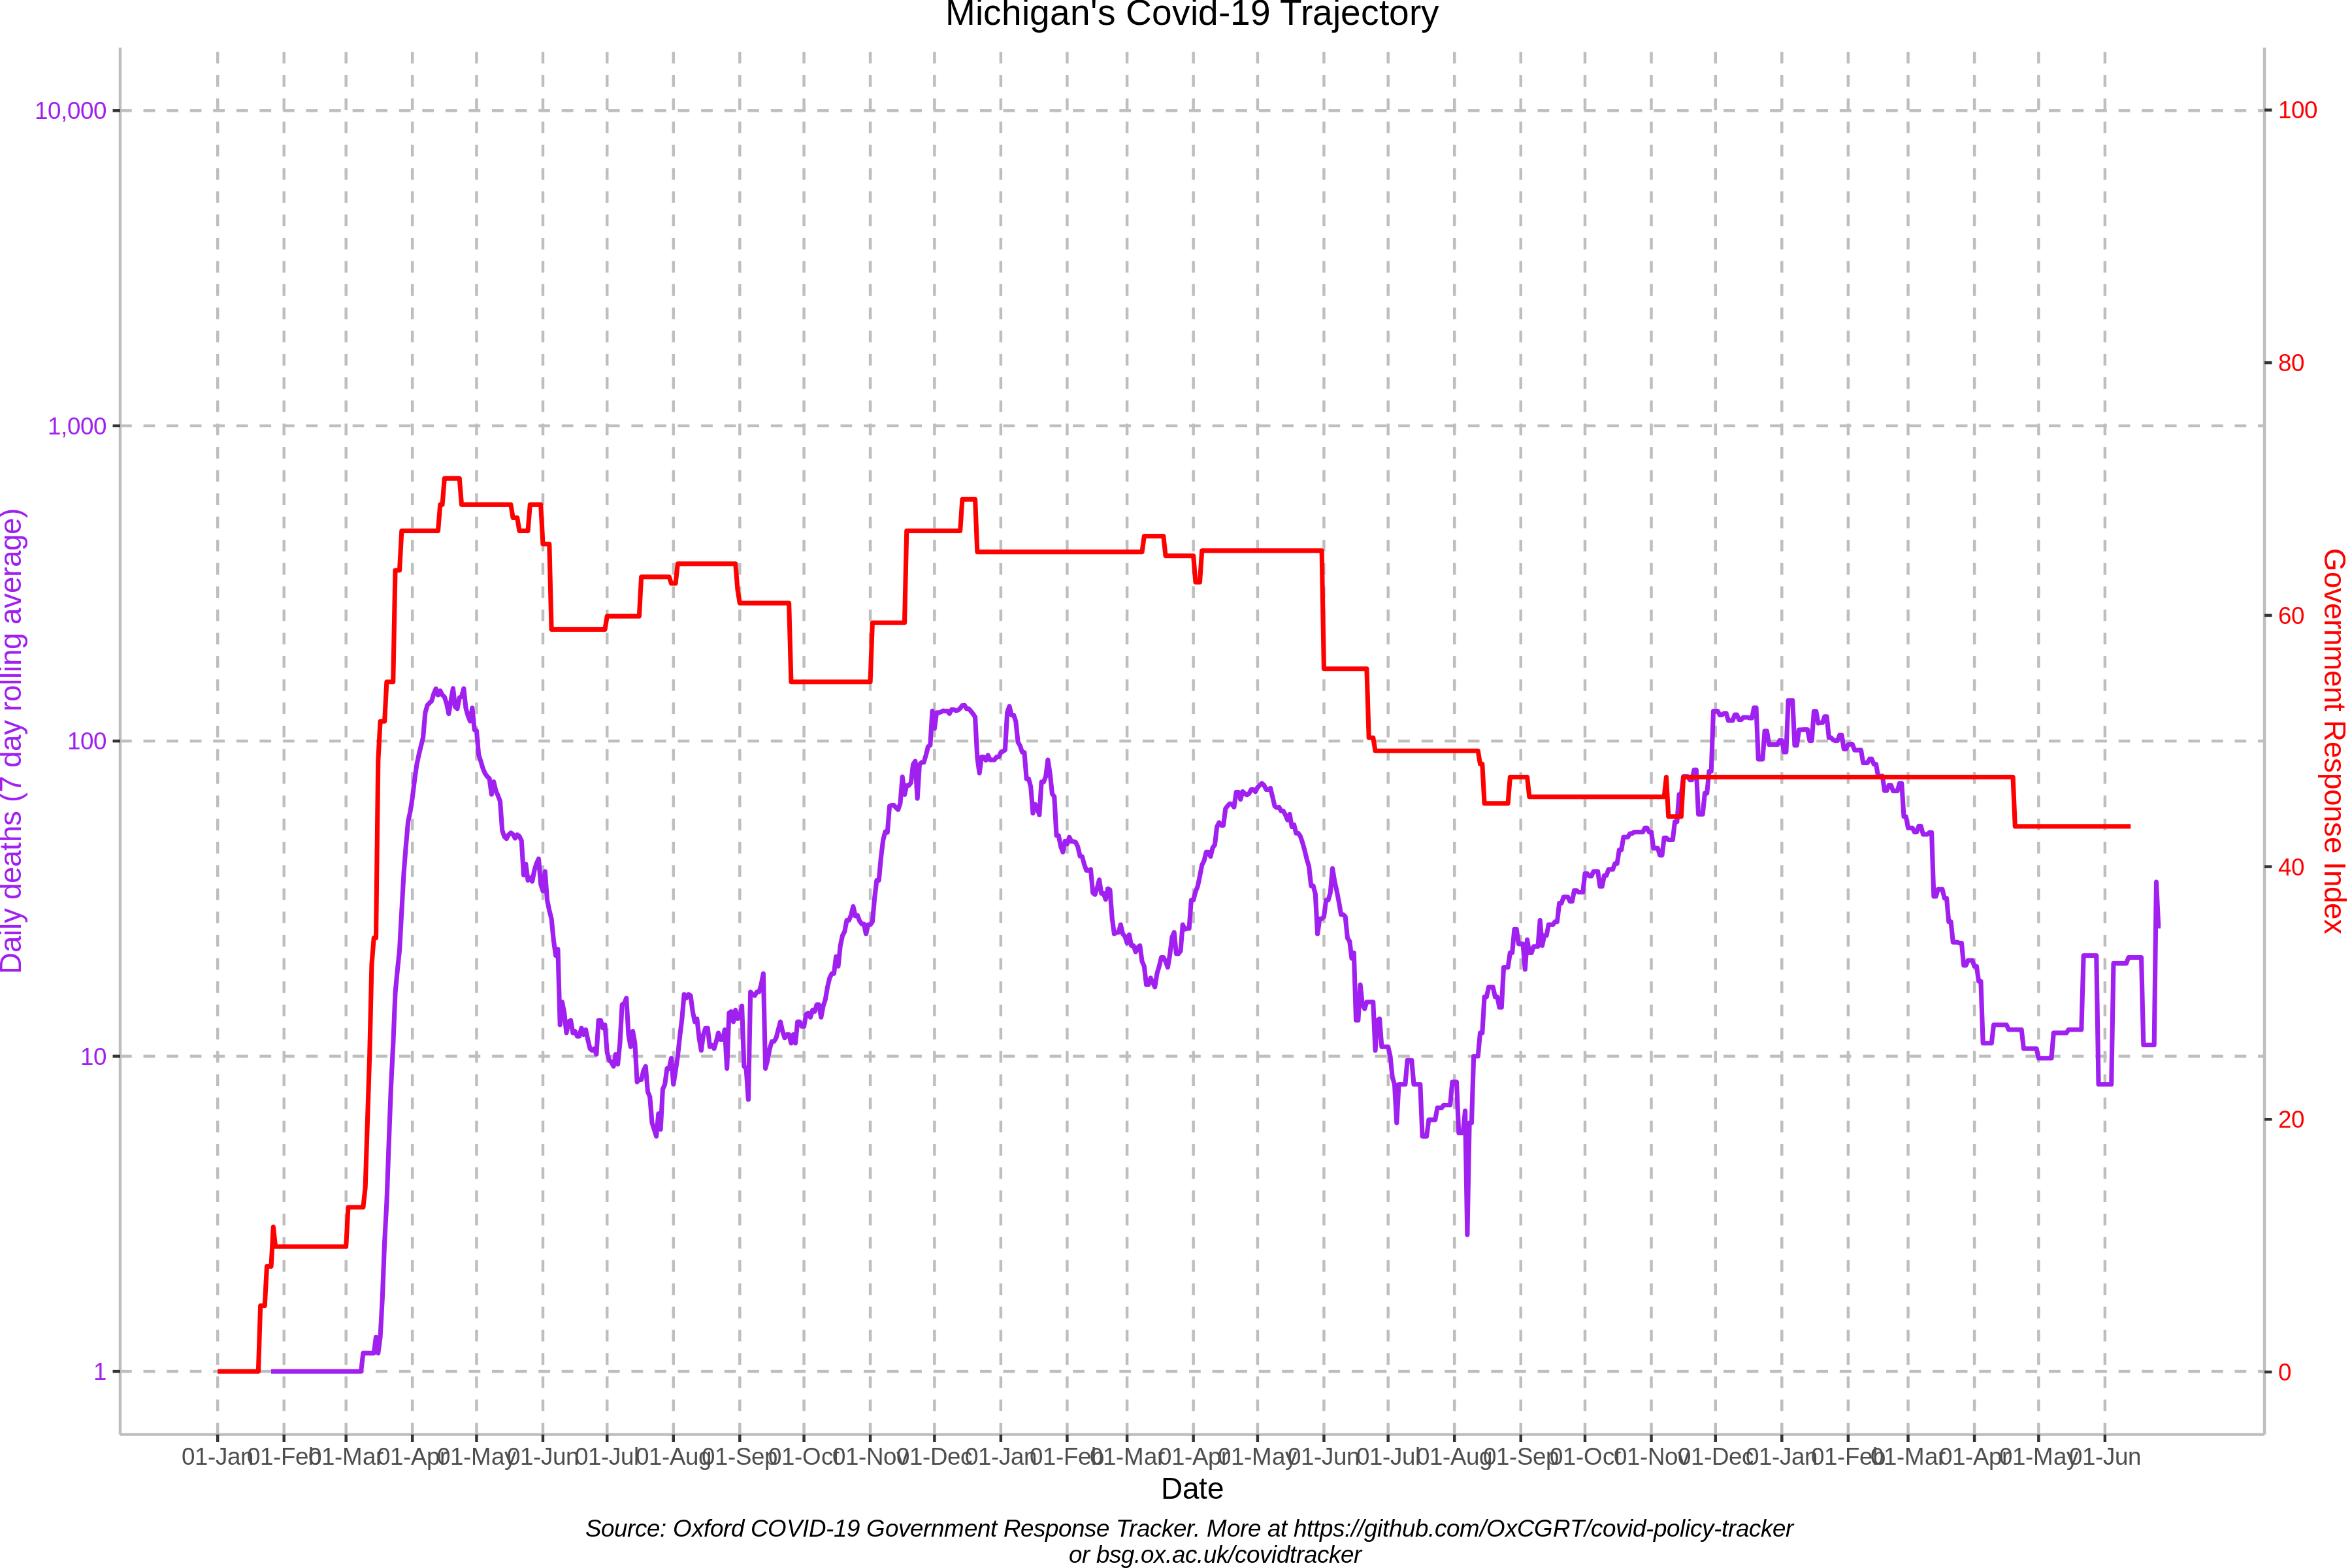 Michigan's Covid-19 Trajectory
10,000
1,000
100
10
1
Daily deaths (7 day rolling average)
100
80
60
40
20
0
Government Response Index
01-Jan 01-Feb 01-Mar 01-Apr 01-May 01-Jun 01-Jul 01-Aug 01-Sep 01-Oct 01-Nov 01-Dec 01-Jan 01-Feb 01-Mar 01-Apr 01-May 01-Jun 01-Jul 01-Aug 01-Sep 01-Oct 01-Nov 01-Dec 01-Jan 01-Feb 01-Mar 01-Apr 01-May 01-Jun
Date
Source: Oxford COVID-19 Government Response Tracker. More at https://github.com/OxCGRT/covid-policy-tracker
or bsg.ox.ac.uk/covidtracker